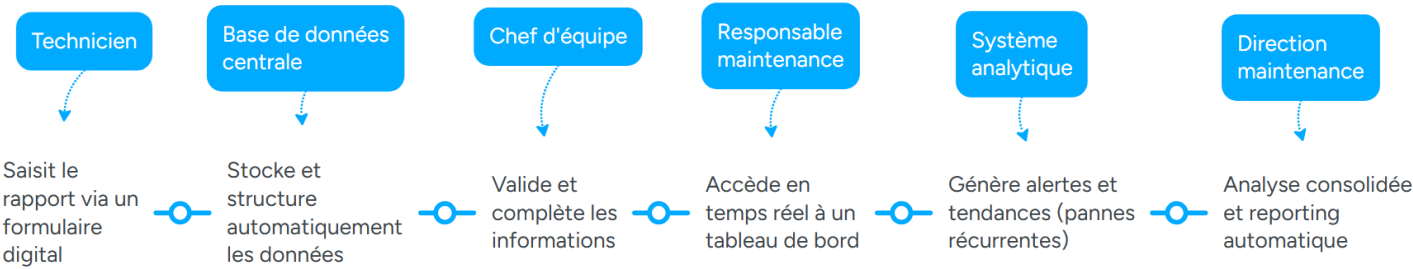 Technicien
Base de données
centrale
Chef d'équipe
Responsable
maintenance
Système
analytique
Direction
maintenance
Saisit le
rapport via un
formulaire
digital
Stocke et
structure
automatiquement
les données
Valide et
complète les
informations
Accède en
temps réel à un
tableau de bord
Génère alertes et
tendances (pannes
récurrentes)
Analyse consolidée
et reporting
automatique